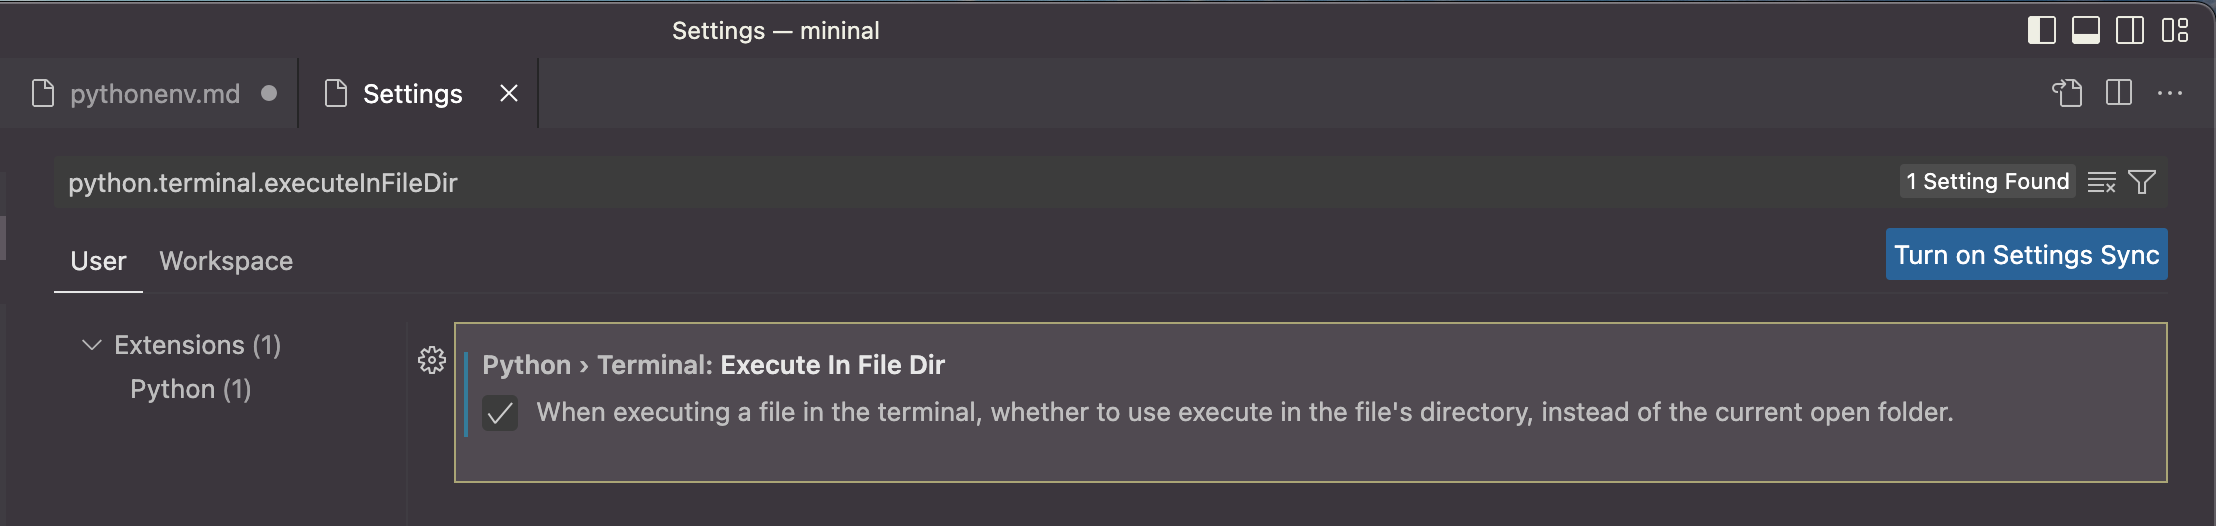 Settings — mininal
pythonenv.md
Settings
python.terminal.executeInFileDir
1 Setting Found
User
Workspace
Turn on Settings Sync
Extensions (1)
Python (1)
Python › Terminal: Execute In File Dir
When executing a file in the terminal, whether to use execute in the file's directory, instead of the current open folder.